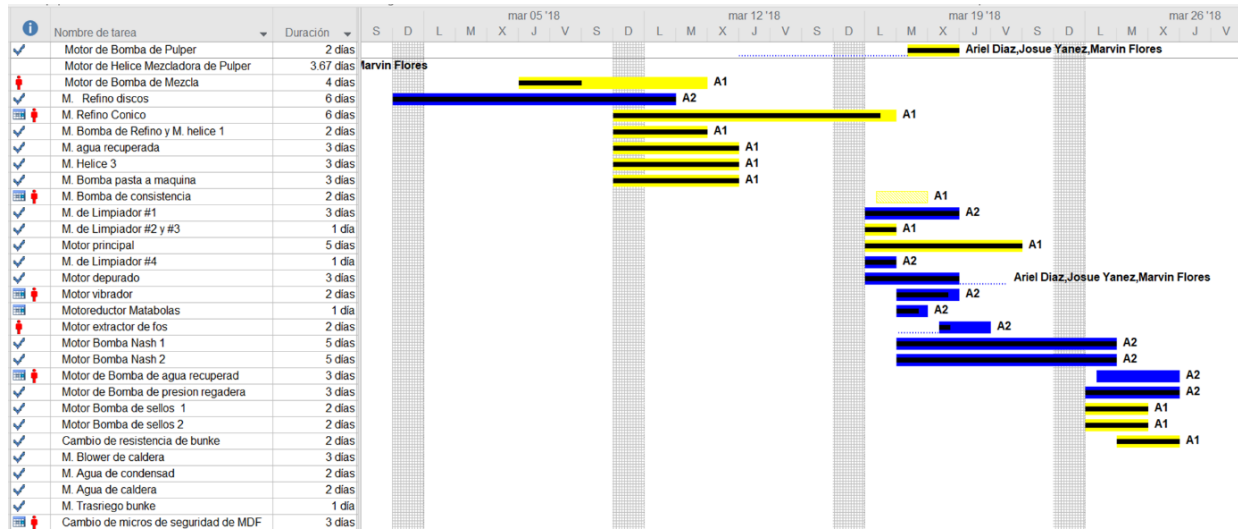 mar 05 '18 mar 12 '18 mar 19 '18 mar 26 '18
Nombre de tarea Duración S D L M X J V S D L M X J V S D L M X J V S D L M X J V
Motor de Bomba de Pulper 2 días Ariel Diaz,Josue Yanez,Marvin Flores
Motor de Helice Mezcladora de Pulper 3.67 días Marvin Flores
Motor de Bomba de Mezcla 4 días A1
M. Refino discos 6 días A2
M. Refino Conico 6 días A1
M. Bomba de Refino y M. helice 1 2 días A1
M. agua recuperada 3 días A1
M. Helice 3 3 días A1
M. Bomba pasta a maquina 3 días A1
M. Bomba de consistencia 2 días A1
M. de Limpiador #1 3 días A2
M. de Limpiador #2 y #3 1 día A1
Motor principal 5 días A1
M. de Limpiador #4 1 día A2
Motor depurado 3 días Ariel Diaz,Josue Yanez,Marvin Flores
Motor vibrador 2 días A2
Motoreductor Matabolas 1 día A2
Motor extractor de fos 2 días A2
Motor Bomba Nash 1 5 días A2
Motor Bomba Nash 2 5 días A2
Motor de Bomba de agua recuperad 3 días A2
Motor de Bomba de presion regadera 3 días A2
Motor Bomba de sellos 1 2 días A1
Motor Bomba de sellos 2 2 días A1
Cambio de resistencia de bunke 2 días A1
M. Blower de caldera 3 días
M. Agua de condensad 2 días
M. Agua de caldera 2 días
M. Trasriego bunke 1 día
Cambio de micros de seguridad de MDF 3 días